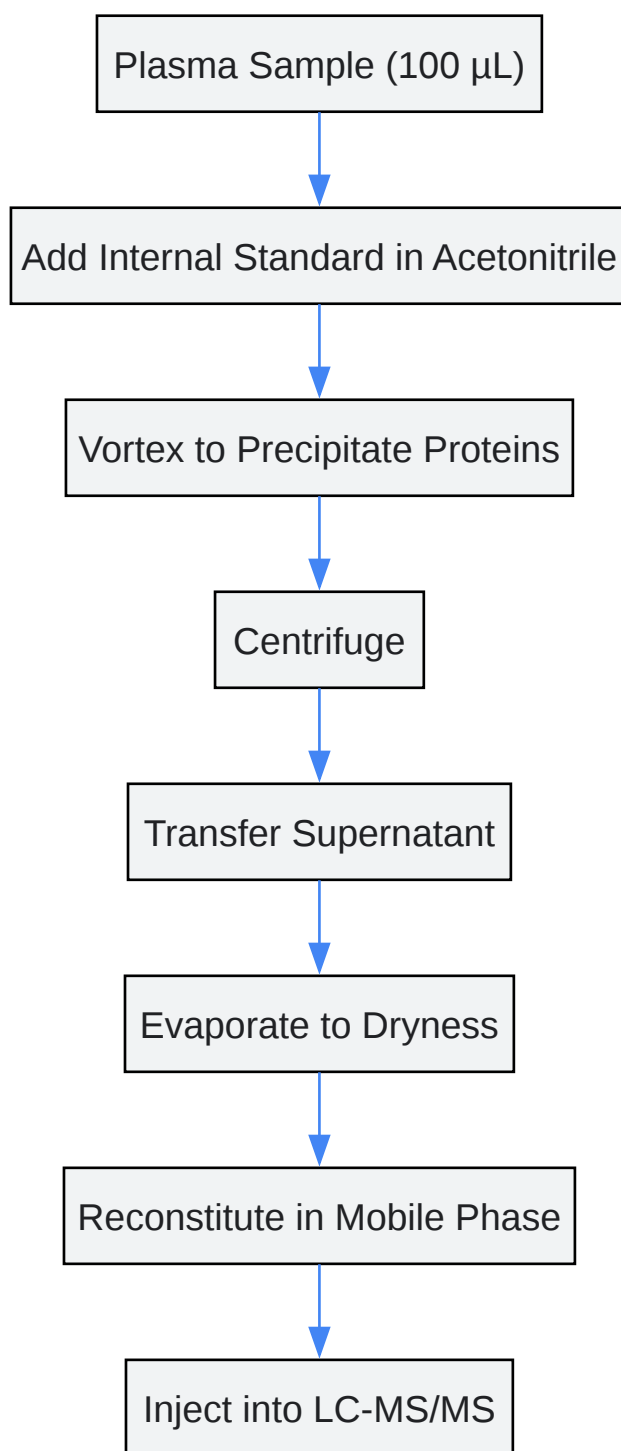 Plasma Sample (100 µL)
Add Internal Standard in Acetonitrile
Vortex to Precipitate Proteins
Centrifuge
Transfer Supernatant
Evaporate to Dryness
Reconstitute in Mobile Phase
Inject into LC-MS/MS